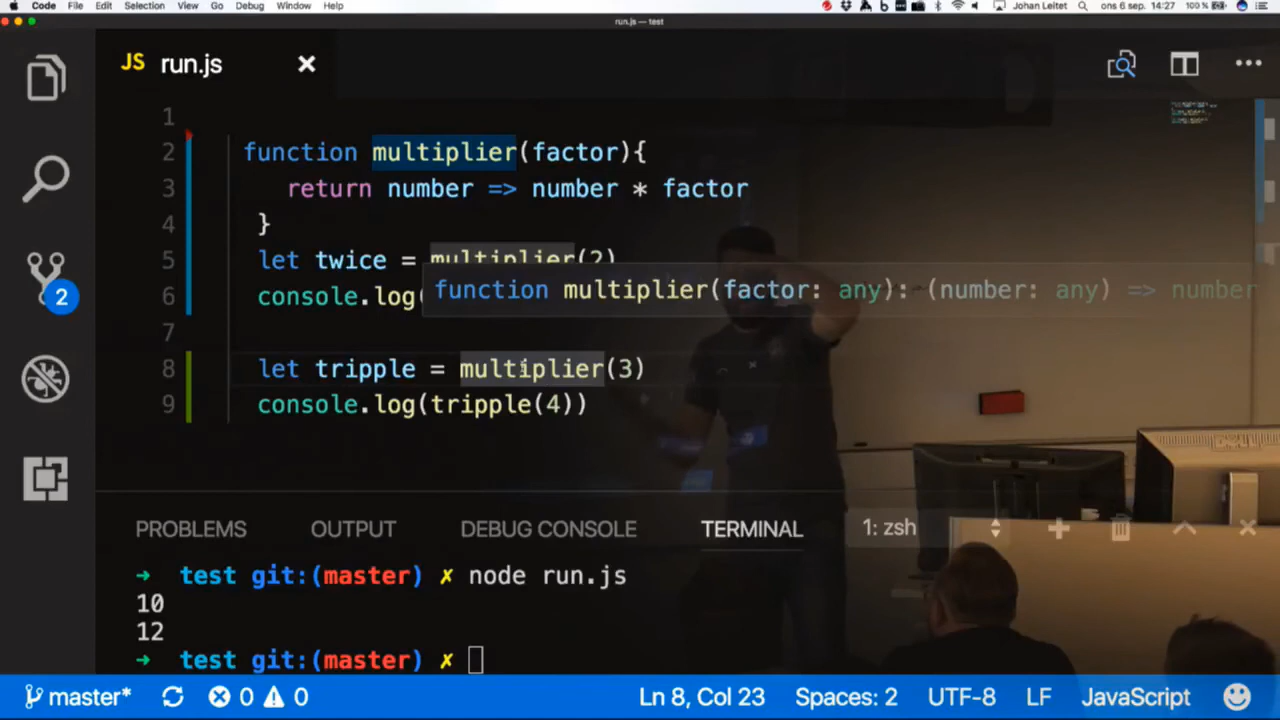 Code File Edit Selection View Go Debug Window Help Johan Leitet ons 6 sep. 14:27 100 %
run.js — test
JS run.js
1
2 function multiplier(factor){
3 return number => number * factor
4 }
5 let twice = multiplier(2)
6 console.log(
function multiplier(factor: any): (number: any) => number
7
8 let tripple = multiplier(3)
9 console.log(tripple(4))
2
PROBLEMS OUTPUT DEBUG CONSOLE TERMINAL 1: zsh
➜ test git:(master) ✗ node run.js
10
12
➜ test git:(master) ✗
master* 0 0 Ln 8, Col 23 Spaces: 2 UTF-8 LF JavaScript